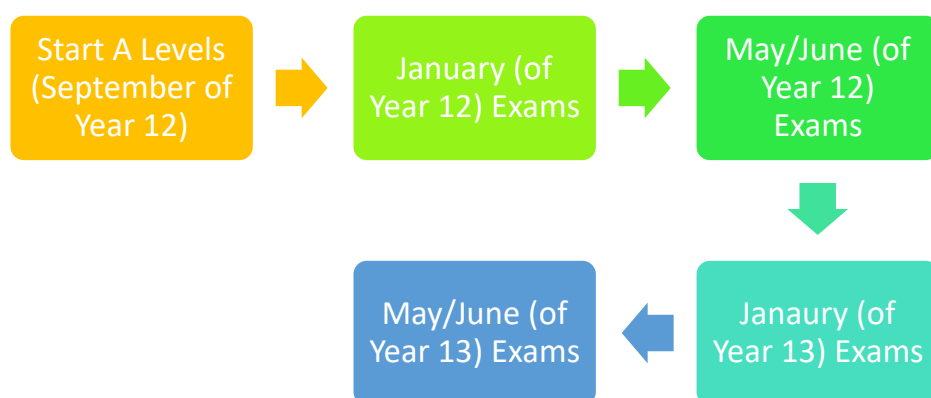 Start A Levels
(September of
Year 12)
January (of
Year 12) Exams
May/June (of
Year 12)
Exams
Janaury (of
Year 13) Exams
May/June (of
Year 13) Exams